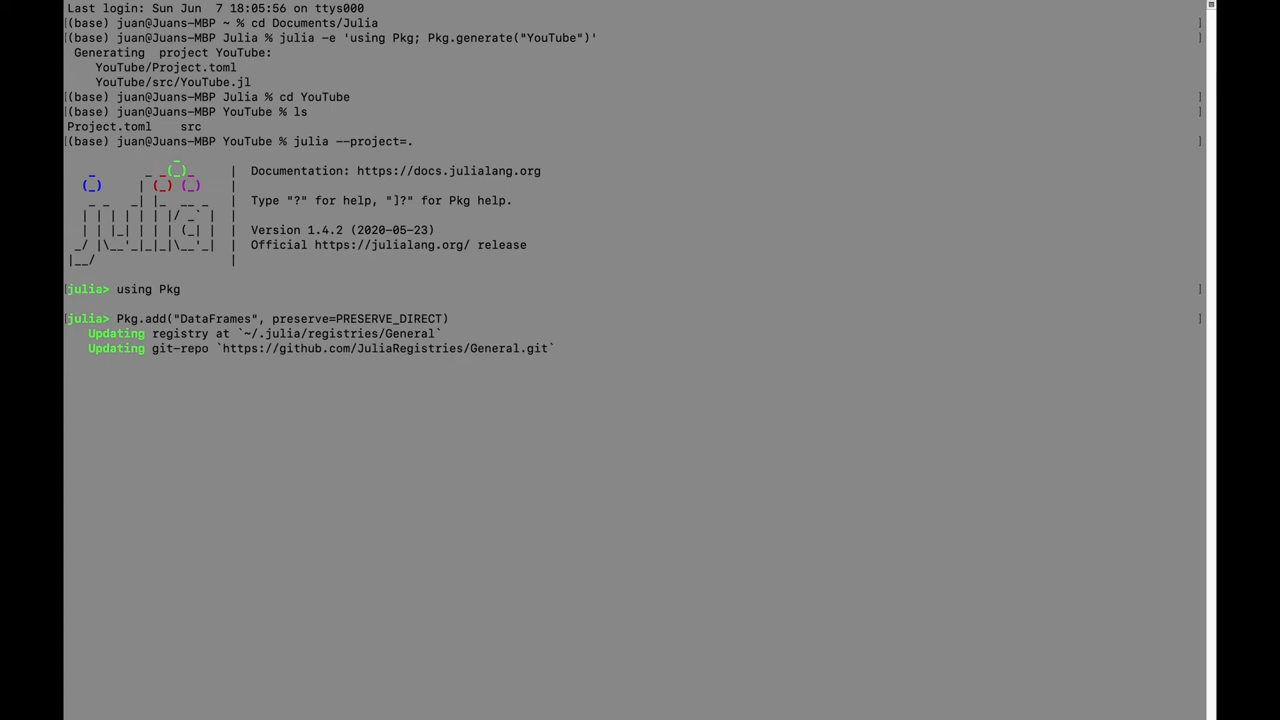 Last login: Sun Jun  7 18:05:56 on ttys000
[(base) juan@Juans-MBP ~ % cd Documents/Julia ]
[(base) juan@Juans-MBP Julia % julia -e 'using Pkg; Pkg.generate("YouTube")' ]
 Generating  project YouTube:
    YouTube/Project.toml
    YouTube/src/YouTube.jl
[(base) juan@Juans-MBP Julia % cd YouTube ]
[(base) juan@Juans-MBP YouTube % ls ]
Project.toml    src
[(base) juan@Juans-MBP YouTube % julia --project=. ]
               _
   _       _ _(_)_     |  Documentation: https://docs.julialang.org
  (_)     | (_) (_)    |
   _ _   _| |_  __ _   |  Type "?" for help, "]?" for Pkg help.
  | | | | | | |/ _` |  |
  | | |_| | | | (_| |  |  Version 1.4.2 (2020-05-23)
 _/ |\__'_|_|_|\__'_|  |  Official https://julialang.org/ release
|__/                   |
[julia> using Pkg ]
[julia> Pkg.add("DataFrames", preserve=PRESERVE_DIRECT) ]
   Updating registry at `~/.julia/registries/General`
   Updating git-repo `https://github.com/JuliaRegistries/General.git`